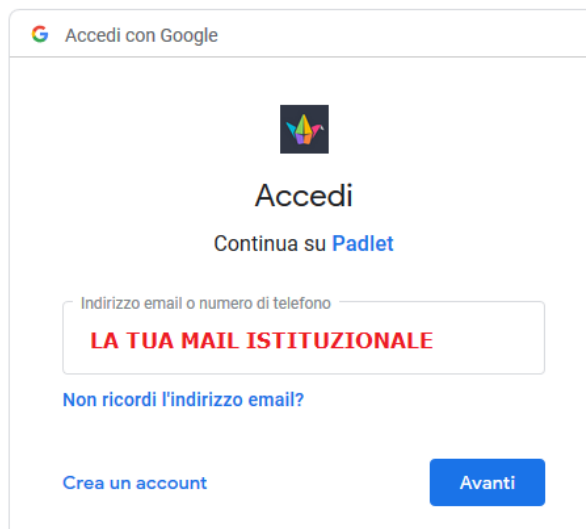 Accedi con Google
Accedi
Continua su Padlet
Indirizzo email o numero di telefono
LA TUA MAIL ISTITUZIONALE
Non ricordi l'indirizzo email?
Crea un account
Avanti